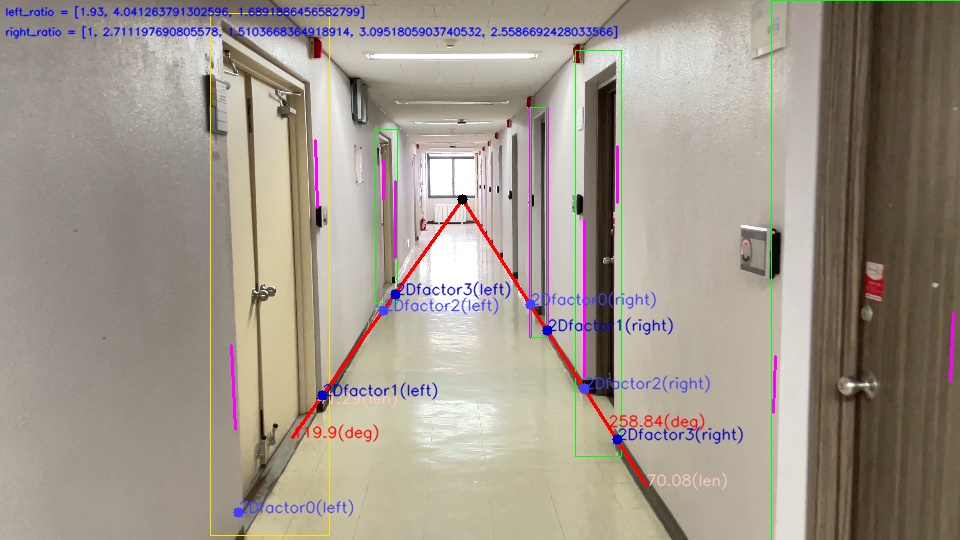 left_ratio = [1.93, 4.041263791302596, 1.6891886456582799]
right_ratio = [1, 2.711197690805578, 1.5103668364918914, 3.0951805903740532, 2.5586692428033566]
2Dfactor3(left)
2Dfactor2(left)
2Dfactor0(right)
2Dfactor1(right)
2Dfactor1(left)
2Dfactor2(right)
258.84(deg)
119.9(deg)
2Dfactor3(right)
70.08(len)
2Dfactor0(left)